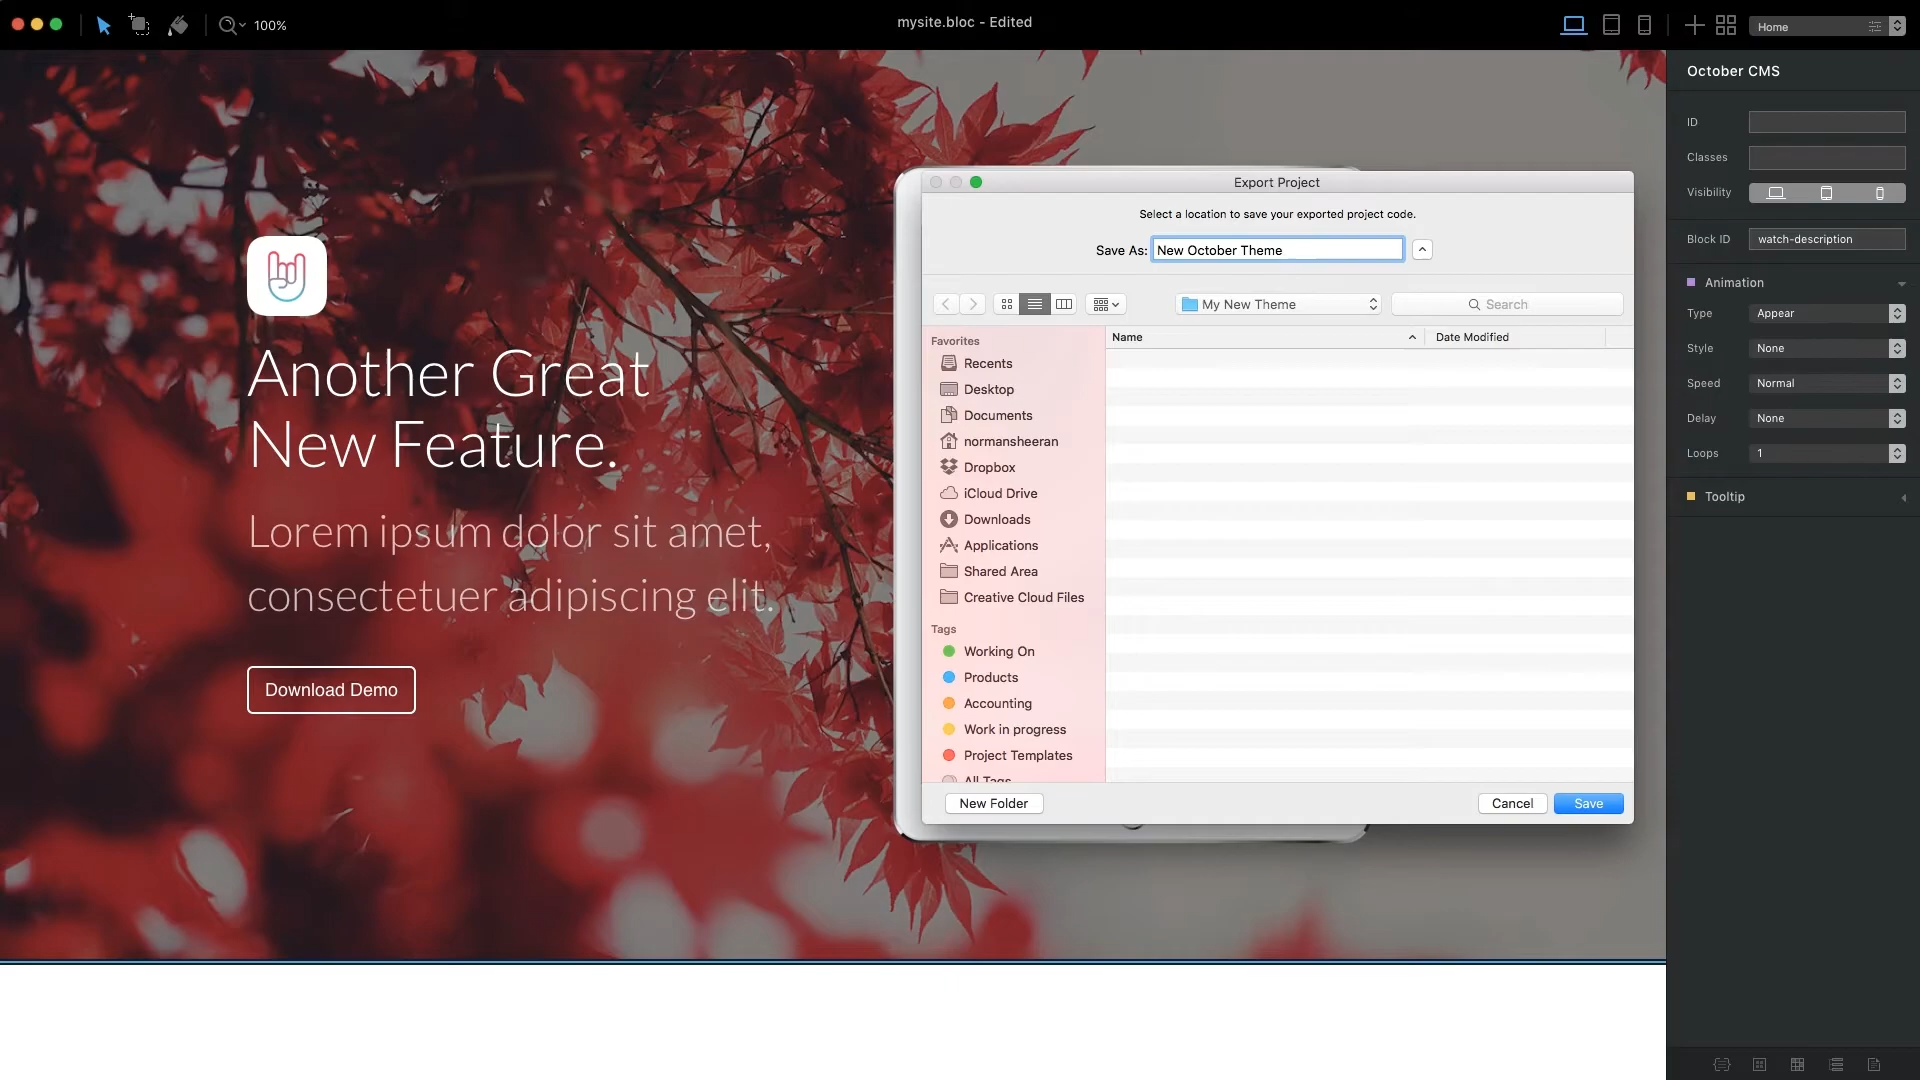 100%
mysite.bloc - Edited
Home
Another Great
New Feature.
Lorem ipsum dolor sit amet,
consectetuer adipiscing elit.
Download Demo
Export Project
Select a location to save your exported project code.
Save As: New October Theme
My New Theme
Search
Favorites
Recents
Desktop
Documents
normansheeran
Dropbox
iCloud Drive
Downloads
Applications
Shared Area
Creative Cloud Files
Tags
Working On
Products
Accounting
Work in progress
Project Templates
All Tags
Name
Date Modified
New Folder
Cancel
Save
October CMS
ID
Classes
Visibility
Block ID watch-description
Animation
Type Appear
Style None
Speed Normal
Delay None
Loops 1
Tooltip